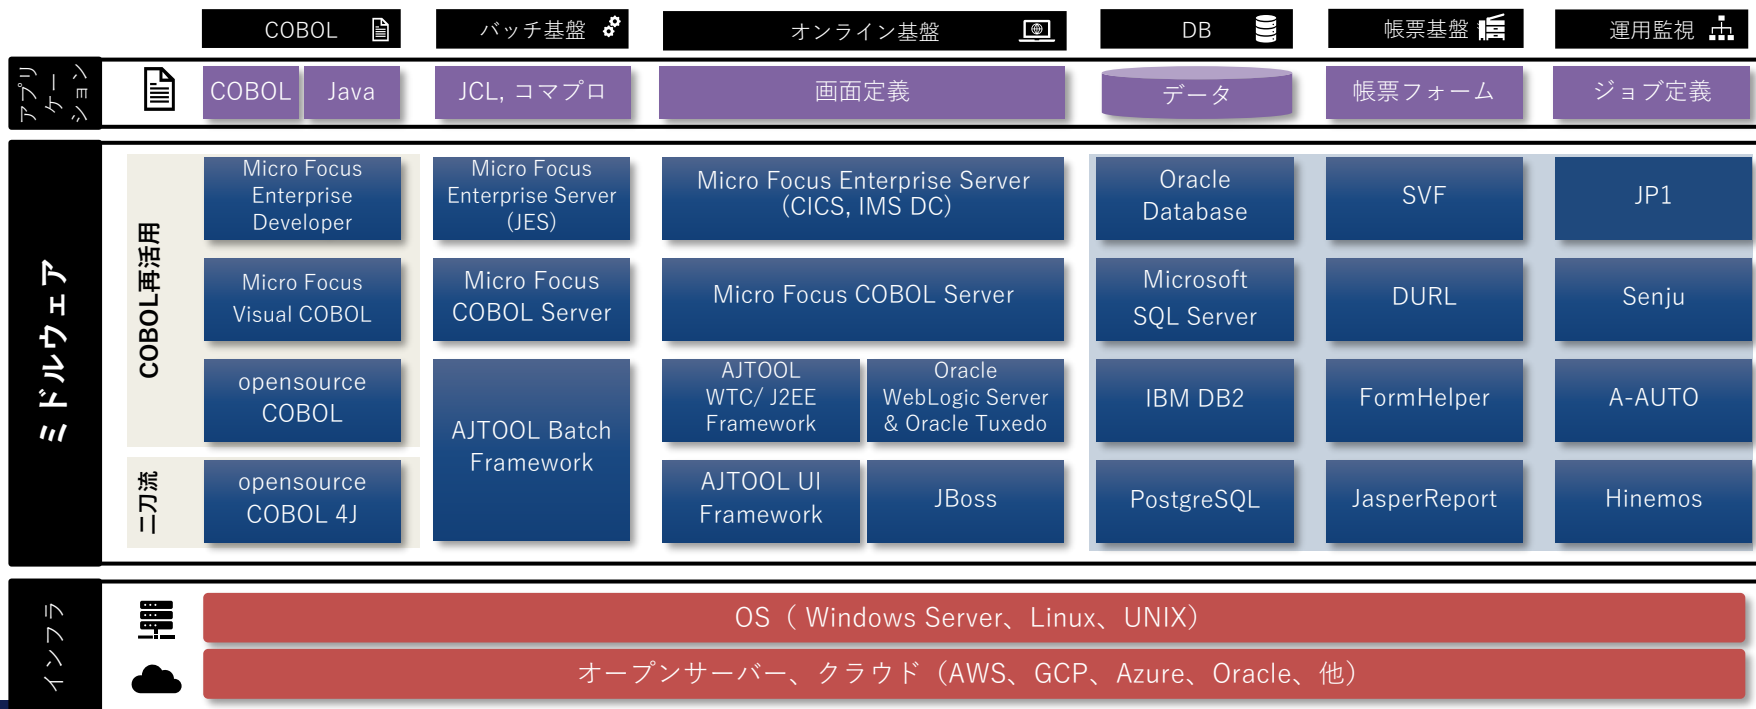 COBOL
バッチ基盤
オンライン基盤
DB
帳票基盤
運用監視
アプリ
ケー
ション
COBOL
Java
JCL, コマプロ
画面定義
データ
帳票フォーム
ジョブ定義
ミドルウェア
COBOL再活用
Micro Focus
Enterprise
Developer
Micro Focus
Enterprise Server
(JES)
Micro Focus Enterprise Server
(CICS, IMS DC)
Oracle
Database
SVF
JP1
Micro Focus
Visual COBOL
Micro Focus
COBOL Server
Micro Focus COBOL Server
Microsoft
SQL Server
DURL
Senju
opensource
COBOL
AJTOOL Batch
Framework
AJTOOL
WTC/ J2EE
Framework
Oracle
WebLogic Server
& Oracle Tuxedo
IBM DB2
FormHelper
A-AUTO
二刀流
opensource
COBOL 4J
AJTOOL UI
Framework
JBoss
PostgreSQL
JasperReport
Hinemos
インフラ
OS（ Windows Server、Linux、UNIX）
オープンサーバー、クラウド（AWS、GCP、Azure、Oracle、他）